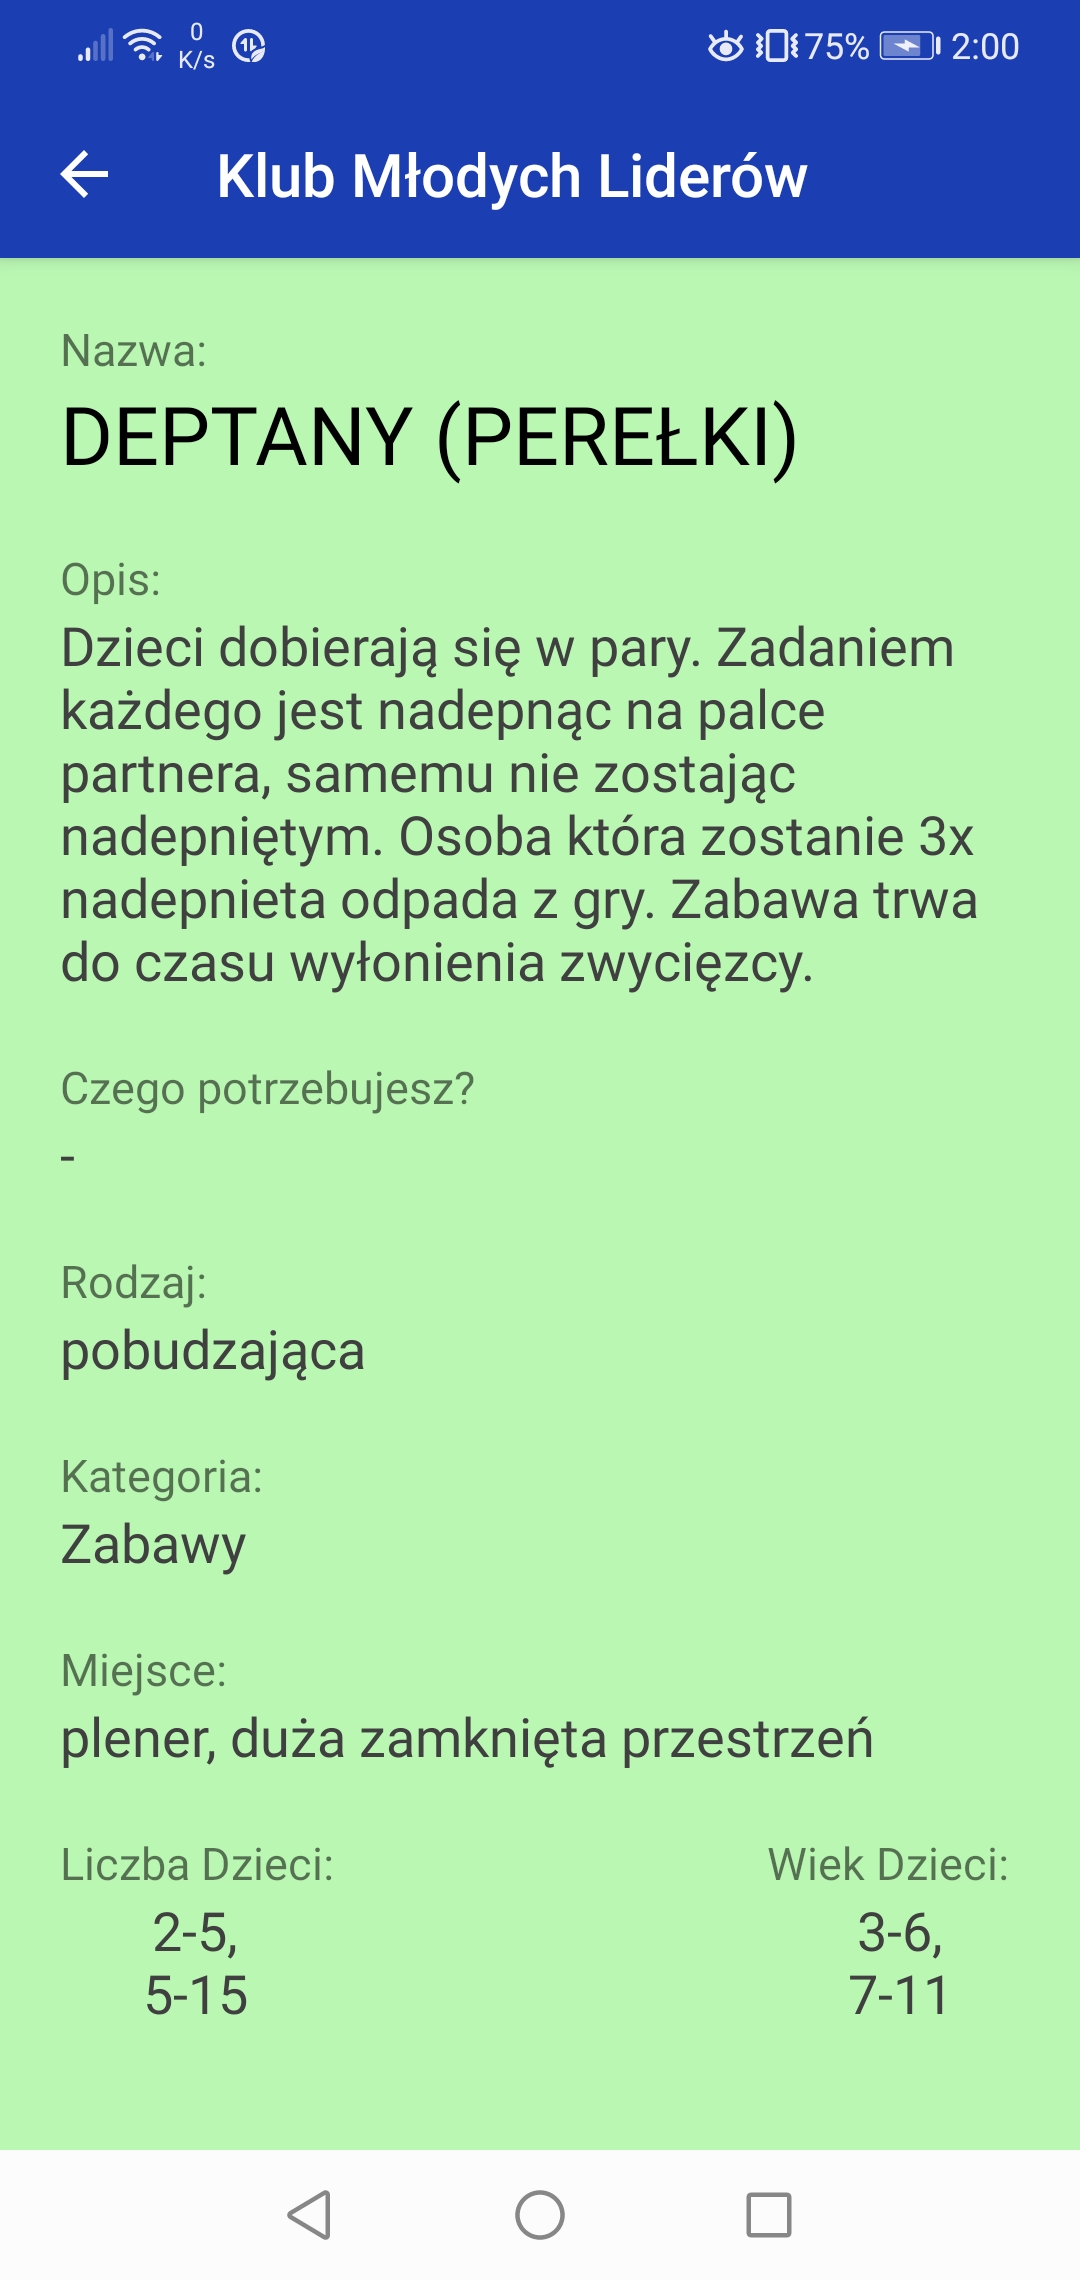 0
K/s
75%
2:00
Klub Młodych Liderów
Nazwa:
DEPTANY (PEREŁKI)
Opis:
Dzieci dobierają się w pary. Zadaniem
każdego jest nadepnąc na palce
partnera, samemu nie zostając
nadepniętym. Osoba która zostanie 3x
nadepnieta odpada z gry. Zabawa trwa
do czasu wyłonienia zwycięzcy.
Czego potrzebujesz?
-
Rodzaj:
pobudzająca
Kategoria:
Zabawy
Miejsce:
plener, duża zamknięta przestrzeń
Liczba Dzieci:
2-5,
5-15
Wiek Dzieci:
3-6,
7-11